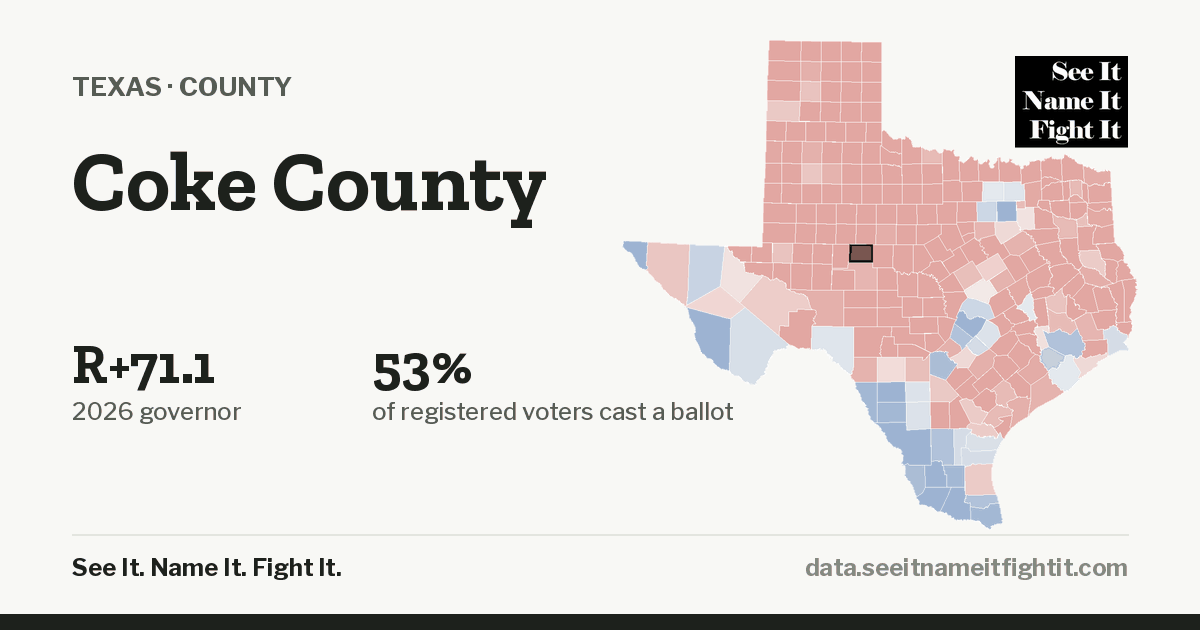 TEXAS · COUNTY
Coke County
R+71.1
2026 governor
53%
of registered voters cast a ballot
See It
Name It
Fight It
See It. Name It. Fight It.
data.seeitnameitfightit.com